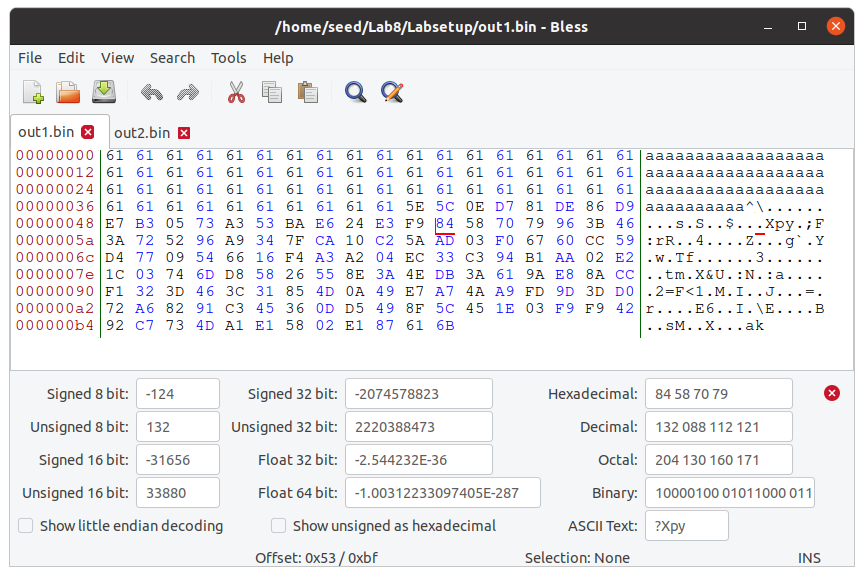 /home/seed/Lab8/Labsetup/out1.bin - Bless
File Edit View Search Tools Help
out1.bin out2.bin
00000000 61 61 61 61 61 61 61 61 61 61 61 61 61 61 61 61 61 61 aaaaaaaaaaaaaaaaaa
00000012 61 61 61 61 61 61 61 61 61 61 61 61 61 61 61 61 61 61 aaaaaaaaaaaaaaaaaa
00000024 61 61 61 61 61 61 61 61 61 61 61 61 61 61 61 61 61 61 aaaaaaaaaaaaaaaaaa
00000036 61 61 61 61 61 61 61 61 61 61 5E 5C 0E D7 81 DE 86 D9 aaaaaaaaaa^\......
00000048 E7 B3 05 73 A3 53 BA E6 24 E3 F9 84 58 70 79 96 3B 46 ...s.S..$...Xpy.;F
0000005a 3A 72 52 96 A9 34 7F CA 10 C2 5A AD 03 F0 67 60 CC 59 :rR..4....Z...g`.Y
0000006c D4 77 09 54 66 16 F4 A3 A2 04 EC 33 C3 94 B1 AA 02 E2 .w.Tf......3......
0000007e 1C 03 74 6D D8 58 26 55 8E 3A 4E DB 3A 61 9A E8 8A CC ..tm.X&U.:N.:a....
00000090 F1 32 3D 46 3C 31 85 4D 0A 49 E7 A7 4A A9 FD 9D 3D D0 .2=F<1.M.I..J...=.
000000a2 72 A6 82 91 C3 45 36 0D D5 49 8F 5C 45 1E 03 F9 F9 42 r....E6..I.\E....B
000000b4 92 C7 73 4D A1 E1 58 02 E1 87 61 6B ..sM..X...ak
Signed 8 bit: -124 Signed 32 bit: -2074578823 Hexadecimal: 84 58 70 79
Unsigned 8 bit: 132 Unsigned 32 bit: 2220388473 Decimal: 132 088 112 121
Signed 16 bit: -31656 Float 32 bit: -2.544232E-36 Octal: 204 130 160 171
Unsigned 16 bit: 33880 Float 64 bit: -1.00312233097405E-287 Binary: 10000100 01011000 011
Show little endian decoding Show unsigned as hexadecimal ASCII Text: ?Xpy
Offset: 0x53 / 0xbf Selection: None INS